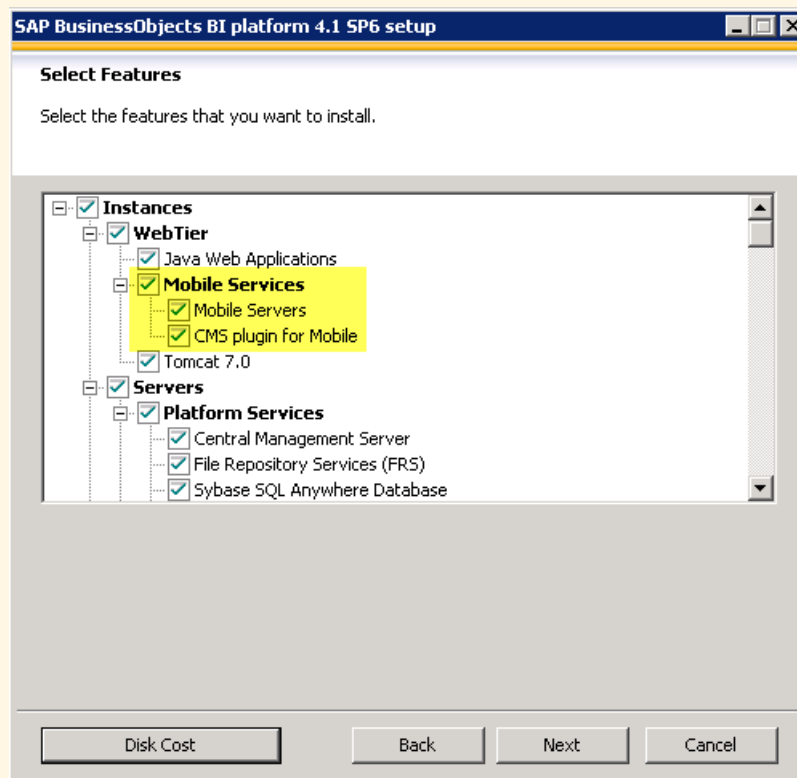 SAP BusinessObjects BI platform 4.1 SP6 setup
Select Features
Select the features that you want to install.
Instances
WebTier
Java Web Applications
Mobile Services
Mobile Servers
CMS plugin for Mobile
Tomcat 7.0
Servers
Platform Services
Central Management Server
File Repository Services (FRS)
Sybase SQL Anywhere Database
Disk Cost Back Next Cancel